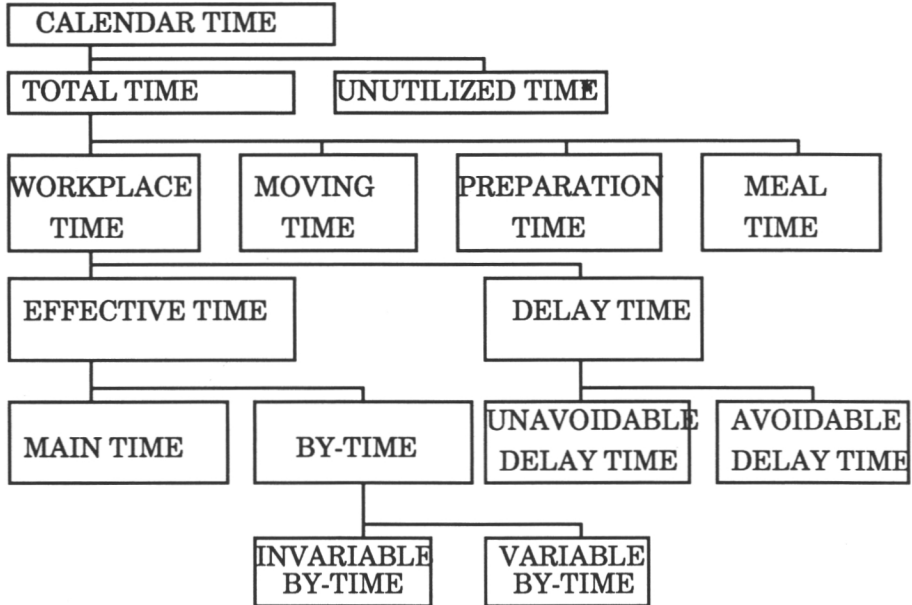 CALENDAR TIME
TOTAL TIME
UNUTILIZED TIME
WORKPLACE
TIME
MOVING
TIME
PREPARATION
TIME
MEAL
TIME
EFFECTIVE TIME
DELAY TIME
MAIN TIME
BY-TIME
UNAVOIDABLE
DELAY TIME
AVOIDABLE
DELAY TIME
INVARIABLE
BY-TIME
VARIABLE
BY-TIME